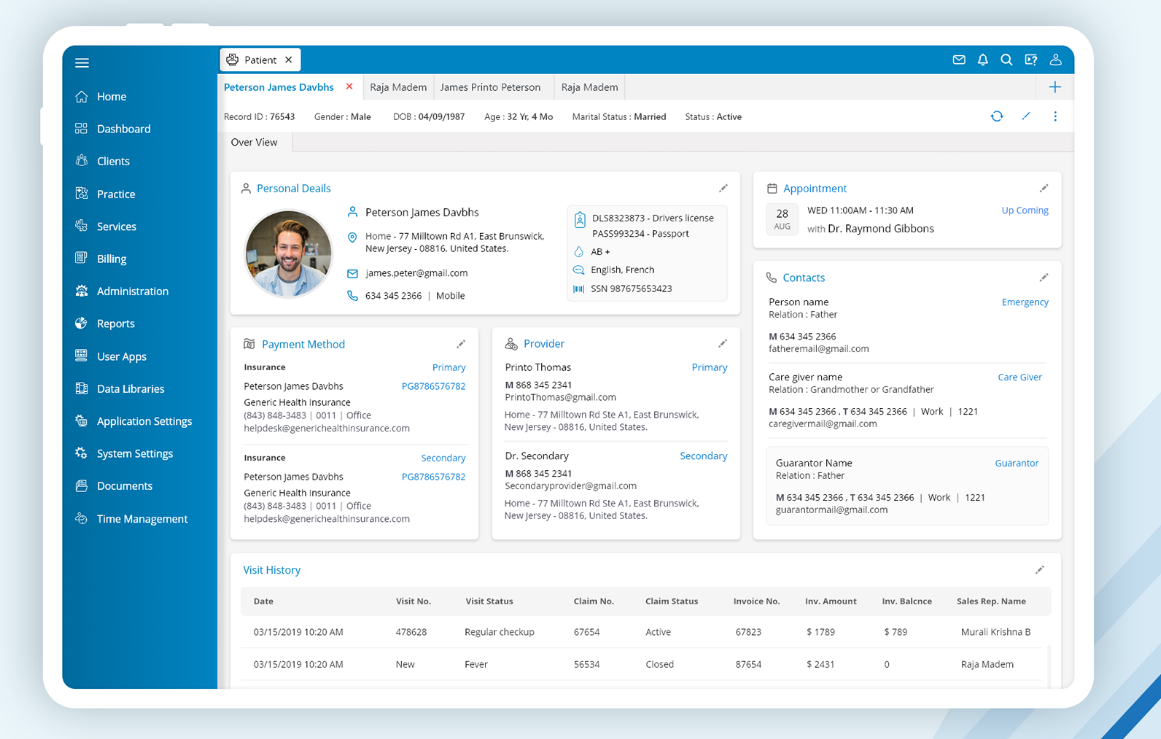 Patient
Peterson James Davbhs
Raja Madem
James Printo Peterson
Raja Madem
Record ID : 76543
Gender : Male
DOB : 04/09/1987
Age : 32 Yr, 4 Mo
Marital Status : Married
Status : Active
Over View
Home
Dashboard
Clients
Practice
Services
Billing
Administration
Reports
User Apps
Data Libraries
Application Settings
System Settings
Documents
Time Management
Personal Deails
Peterson James Davbhs
Home - 77 Milltown Rd A1, East Brunswick,
New Jersey - 08816, United States.
james.peter@gmail.com
634 345 2366 | Mobile
DLS8323873 - Drivers license
PASS993234 - Passport
AB +
English, French
SSN 987675653423
Appointment
28
AUG
WED 11:00AM - 11:30 AM
Up Coming
with Dr. Raymond Gibbons
Payment Method
Insurance
Primary
Peterson James Davbhs
PG8786576782
Generic Health Insurance
(843) 848-3483 | 0011 | Office
helpdesk@generichealthinsurance.com
Insurance
Secondary
Peterson James Davbhs
PG8786576782
Generic Health Insurance
(843) 848-3483 | 0011 | Office
helpdesk@generichealthinsurance.com
Provider
Printo Thomas
Primary
M 868 345 2341
PrintoThomas@gmail.com
Home - 77 Milltown Rd Ste A1, East Brunswick,
New Jersey - 08816, United States.
Dr. Secondary
Secondary
M 868 345 2341
Secondaryprovider@gmail.com
Home - 77 Milltown Rd Ste A1, East Brunswick,
New Jersey - 08816, United States.
Contacts
Person name
Emergency
Relation : Father
M 634 345 2366
fatheremail@gmail.com
Care giver name
Care Giver
Relation : Grandmother or Grandfather
M 634 345 2366 , T 634 345 2366 | Work | 1221
caregivermail@gmail.com
Guarantor Name
Guarantor
Relation : Father
M 634 345 2366 , T 634 345 2366 | Work | 1221
guarantormail@gmail.com
Visit History
Date Visit No. Visit Status Claim No. Claim Status Invoice No. Inv. Amount Inv. Balcnce Sales Rep. Name
03/15/2019 10:20 AM 478628 Regular checkup 67654 Active 67823 $ 1789 $ 789 Murali Krishna B
03/15/2019 10:20 AM New Fever 56534 Closed 87654 $ 2431 0 Raja Madem